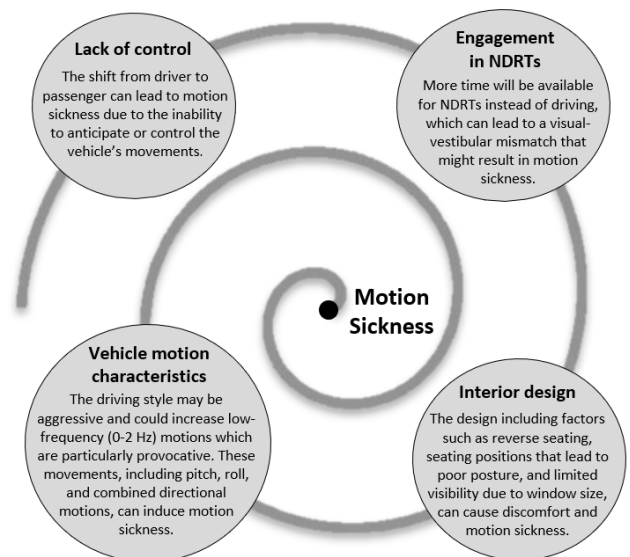 Lack of control
The shift from driver to
passenger can lead to motion
sickness due to the inability
to anticipate or control the
vehicle's movements.
Engagement
in NDRTs
More time will be available
for NDRTs instead of driving,
which can lead to a visual-
vestibular mismatch that
might result in motion
sickness.
Motion
Sickness
Vehicle motion
characteristics
The driving style may be
aggressive and could increase low-
frequency (0-2 Hz) motions which
are particularly provocative. These
movements, including pitch, roll,
and combined directional
motions, can induce motion
sickness.
Interior design
The design including factors
such as reverse seating,
seating positions that lead to
poor posture, and limited
visibility due to window size,
can cause discomfort and
motion sickness.